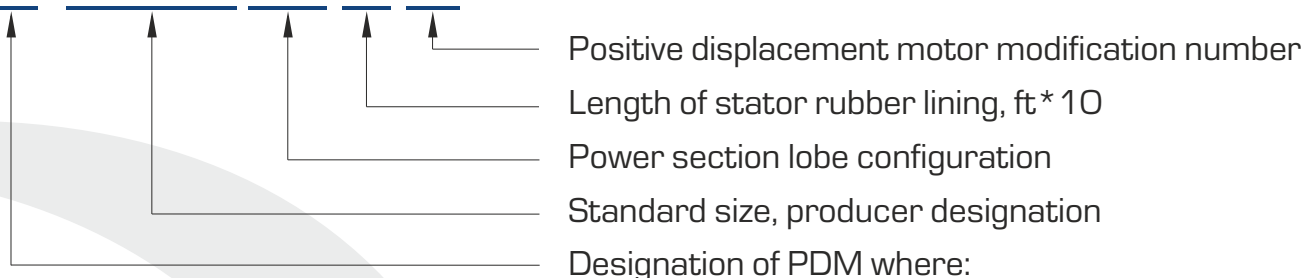 Positive displacement motor modification number
Length of stator rubber lining, ft*10
Power section lobe configuration
Standard size, producer designation
Designation of PDM where: